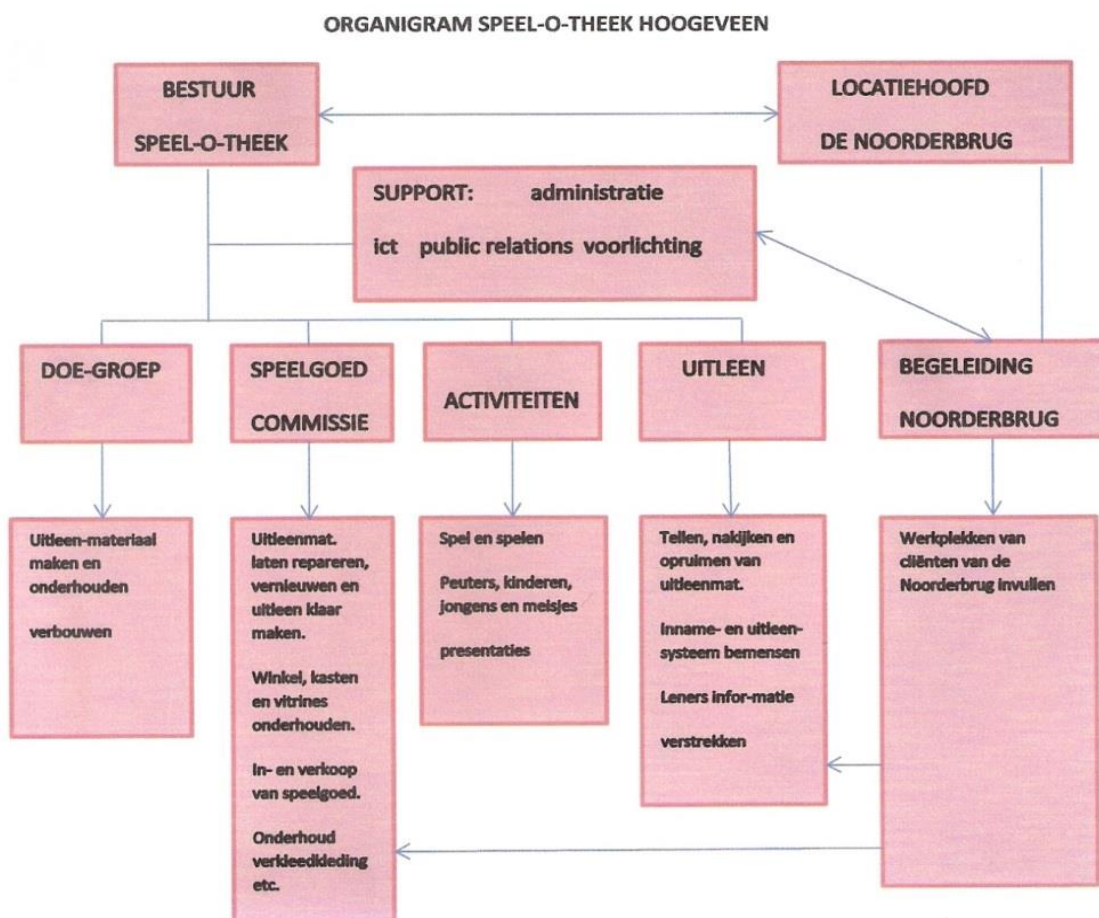 ORGANIGRAM SPEEL-O-THEEK HOOGEVEEN
BESTUUR
SPEEL-O-THEEK
LOCATIEHOOFD
DE NOORDERBRUG
SUPPORT: administratie
ict public relations voorlichting
DOE-GROEP
SPEELGOED
COMMISSIE
ACTIVITEITEN
UITLEEN
BEGELEIDING
NOORDERBRUG
Uitleen-materiaal
maken en
onderhouden
verbouwen
Uitleenmat.
laten repareren,
vernieuwen en
uitleen klaar
maken.
Winkel, kasten
en vitrines
onderhouden.
In- en verkoop
van speelgoed.
Onderhoud
verkleedkleding
etc.
Spel en spelen
Peuters, kinderen,
jongens en meisjes
presentaties
Tellen, nakijken en
opruimen van
uitleenmat.
Inname- en uitleen-
systeem bemensen
Leners infor-matie
verstrekken
Werkplekken van
cliënten van de
Noorderbrug invullen